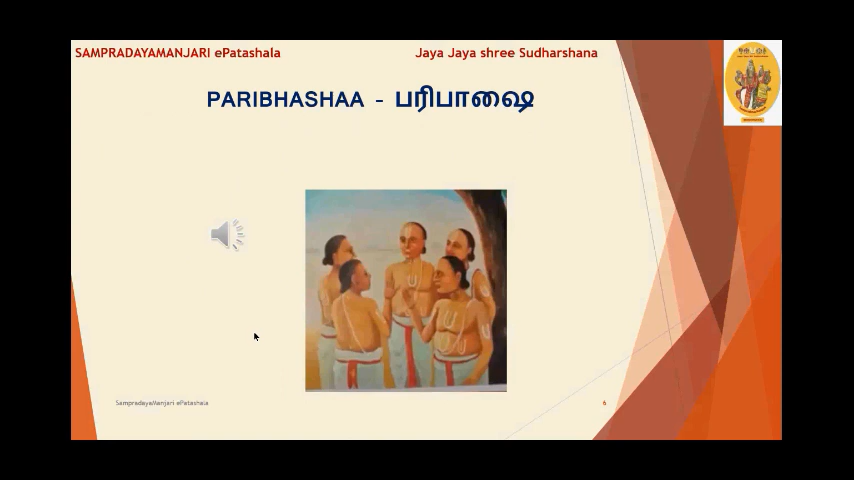 SAMPRADAYAMANJARI ePatashala
Jaya Jaya shree Sudharshana
PARIBHASHAA - பரிபாஷை
SampradayaManjari ePatashala
6